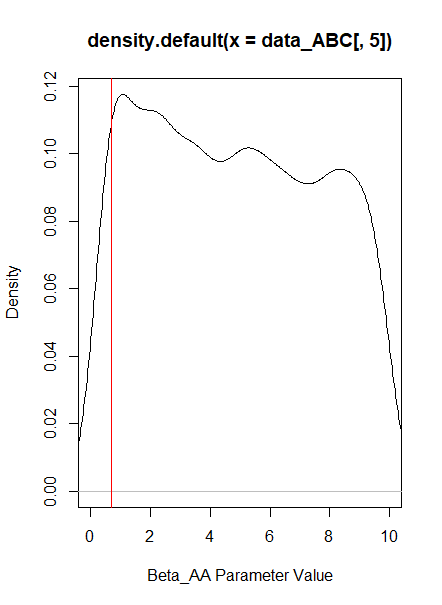 density.default(x = data_ABC[, 5])
Density
0.12
0.10
0.08
0.06
0.04
0.02
0.00
0 2 4 6 8 10
Beta_AA Parameter Value